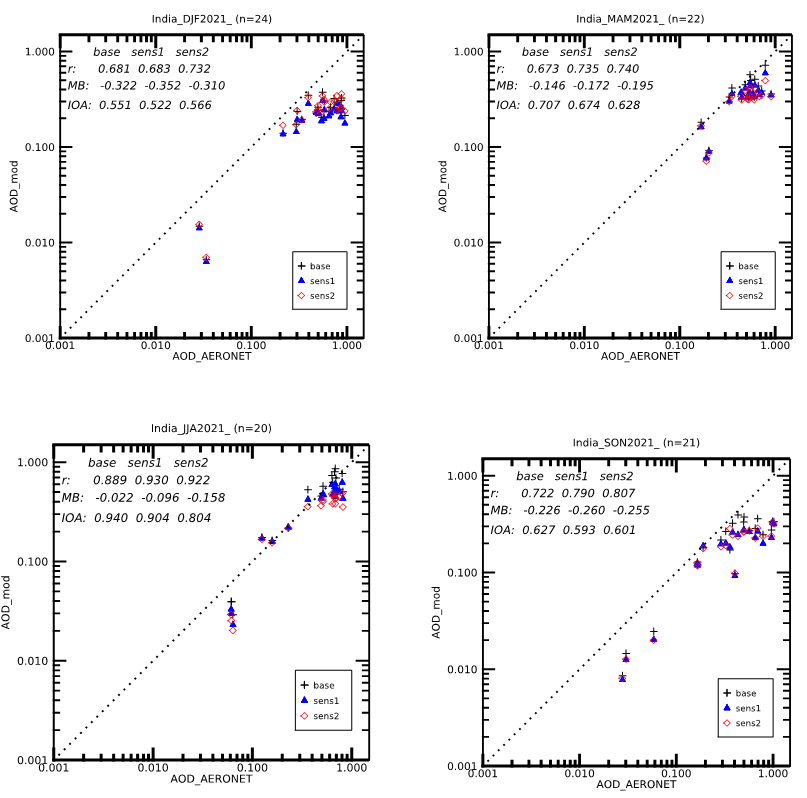 India_DJF2021_ (n=24)
base sens1 sens2
r: 0.681 0.683 0.732
MB: -0.322 -0.352 -0.310
IOA: 0.551 0.522 0.566
1.000
0.100
0.010
0.001
AOD_mod
base
sens1
sens2
0.001 0.010 0.100 1.000
AOD_AERONET
India_MAM2021_ (n=22)
base sens1 sens2
r: 0.673 0.735 0.740
MB: -0.146 -0.172 -0.195
IOA: 0.707 0.674 0.628
1.000
0.100
0.010
0.001
AOD_mod
base
sens1
sens2
0.001 0.010 0.100 1.000
AOD_AERONET
India_JJA2021_ (n=20)
base sens1 sens2
r: 0.889 0.930 0.922
MB: -0.022 -0.096 -0.158
IOA: 0.940 0.904 0.804
1.000
0.100
0.010
0.001
AOD_mod
base
sens1
sens2
0.001 0.010 0.100 1.000
AOD_AERONET
India_SON2021_ (n=21)
base sens1 sens2
r: 0.722 0.790 0.807
MB: -0.226 -0.260 -0.255
IOA: 0.627 0.593 0.601
1.000
0.100
0.010
0.001
AOD_mod
base
sens1
sens2
0.001 0.010 0.100 1.000
AOD_AERONET